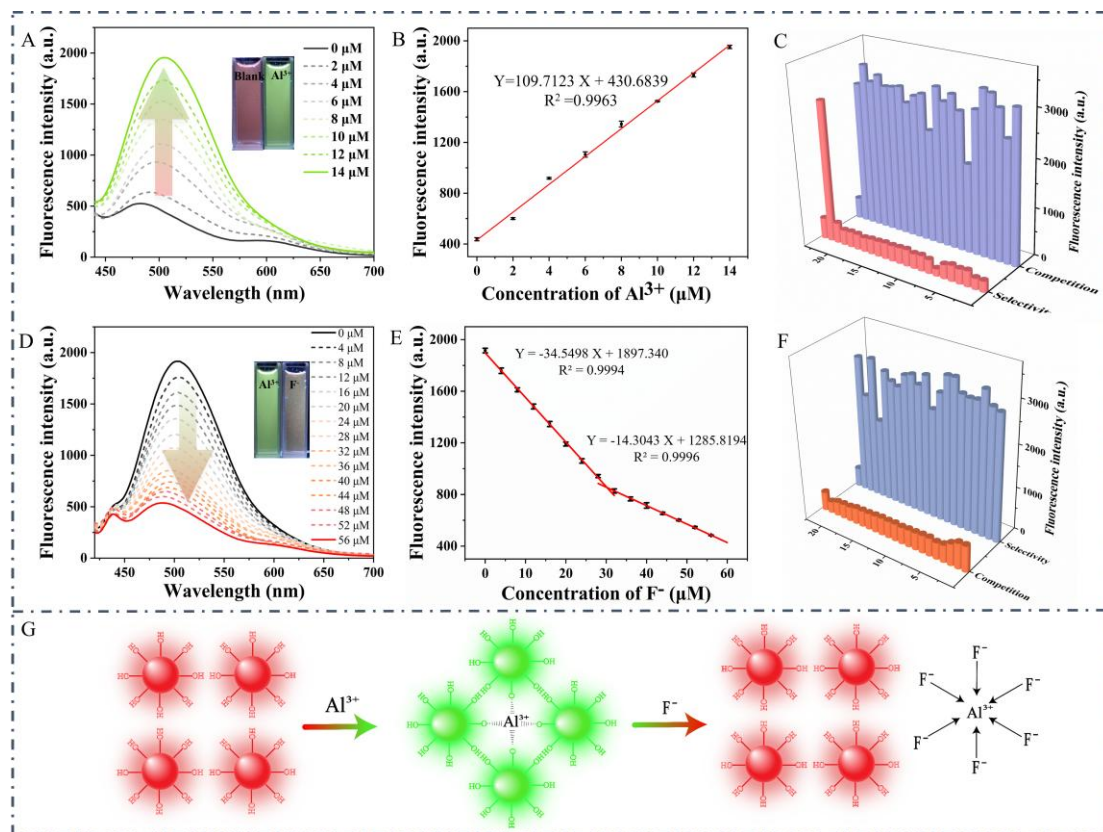 A
Fluorescence intensity (a.u.)
2000
1500
1000
500
0
450
500
550
600
650
700
Wavelength (nm)
Blank
Al³⁺
0 μM
2 μM
4 μM
6 μM
8 μM
10 μM
12 μM
14 μM
B
Fluorescence intensity (a.u.)
2000
1600
1200
800
400
0
2
4
6
8
10
12
14
Concentration of Al³⁺ (μM)
Y=109.7123 X + 430.6839
R² =0.9963
C
3000
2000
1000
0
Fluorescence intensity (a.u.)
20
15
10
5
Competition
Selectivity
D
Fluorescence intensity (a.u.)
2000
1500
1000
500
0
450
500
550
600
650
700
Wavelength (nm)
Al³⁺
F⁻
0 μM
4 μM
8 μM
12 μM
16 μM
20 μM
24 μM
28 μM
32 μM
36 μM
40 μM
44 μM
48 μM
52 μM
56 μM
E
Fluorescence intensity (a.u.)
2000
1600
1200
800
400
0
10
20
30
40
50
60
Concentration of F⁻ (μM)
Y = -34.5498 X + 1897.340
R² = 0.9994
Y = -14.3043 X + 1285.8194
R² = 0.9996
F
3000
2000
1000
0
Fluorescence intensity (a.u.)
20
15
10
5
Selectivity
Competition
G
Al³⁺
Al³⁺
F⁻
F⁻
F⁻
F⁻
Al³⁺
F⁻
F⁻
F⁻